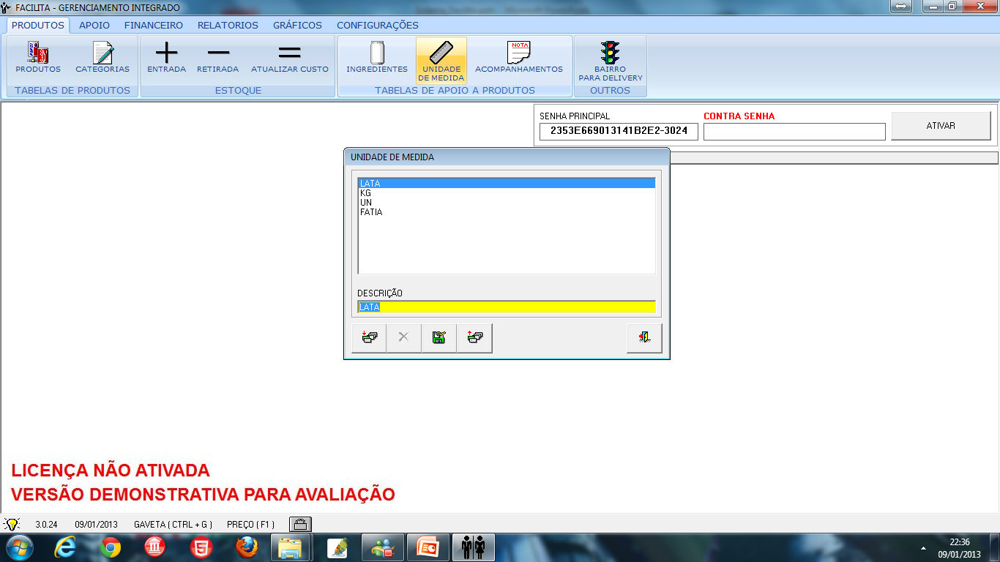 FACILITA - GERENCIAMENTO INTEGRADO
PRODUTOS APOIO FINANCEIRO RELATORIOS GRÁFICOS CONFIGURAÇÕES
PRODUTOS
CATEGORIAS
TABELAS DE PRODUTOS
ENTRADA
RETIRADA
ATUALIZAR CUSTO
ESTOQUE
INGREDIENTES
UNIDADE
DE MEDIDA
NOTA
ACOMPANHAMENTOS
TABELAS DE APOIO A PRODUTOS
BAIRRO
PARA DELIVERY
OUTROS
SENHA PRINCIPAL
2353E669013141B2E2-3024
CONTRA SENHA
ATIVAR
UNIDADE DE MEDIDA
LATA
KG
UN
FATIA
DESCRIÇÃO
LATA
LICENÇA NÃO ATIVADA
VERSÃO DEMONSTRATIVA PARA AVALIAÇÃO
3.0.24 09/01/2013 GAVETA ( CTRL + G ) PREÇO ( F1 )
22:36
09/01/2013